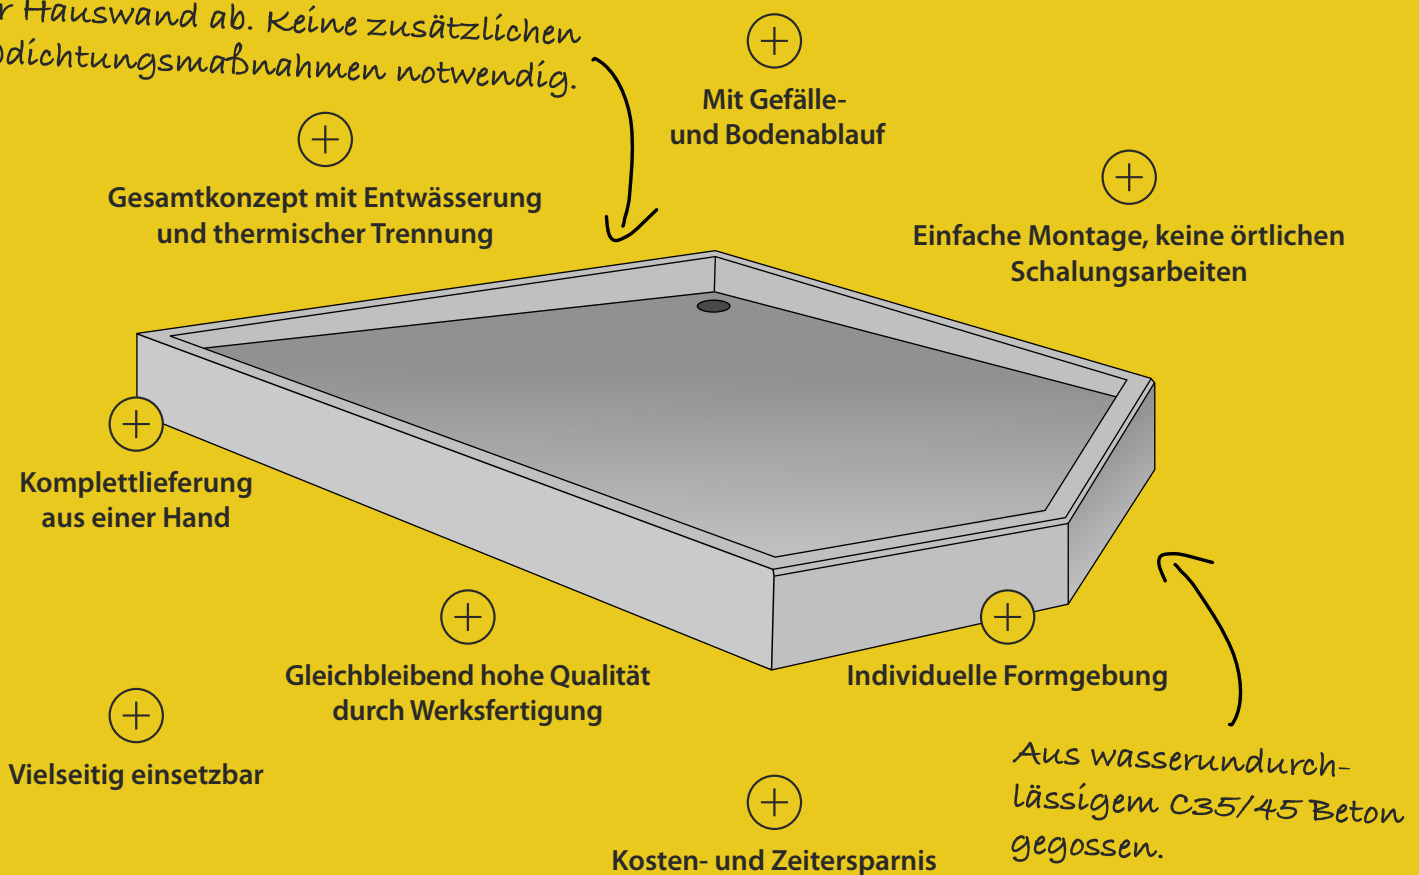 Hauswand ab. Keine zusätzlichen
dichtungsmaßnahmen notwendig.
Mit Gefälle-
und Bodenablauf
Gesamtkonzept mit Entwässerung
und thermischer Trennung
Einfache Montage, keine örtlichen
Schalungsarbeiten
Komplettlieferung
aus einer Hand
Gleichbleibend hohe Qualität
durch Werksfertigung
Individuelle Formgebung
Vielseitig einsetzbar
Aus wasserundurch-
lässigem C35/45 Beton
gegossen.
Kosten- und Zeitersparnis